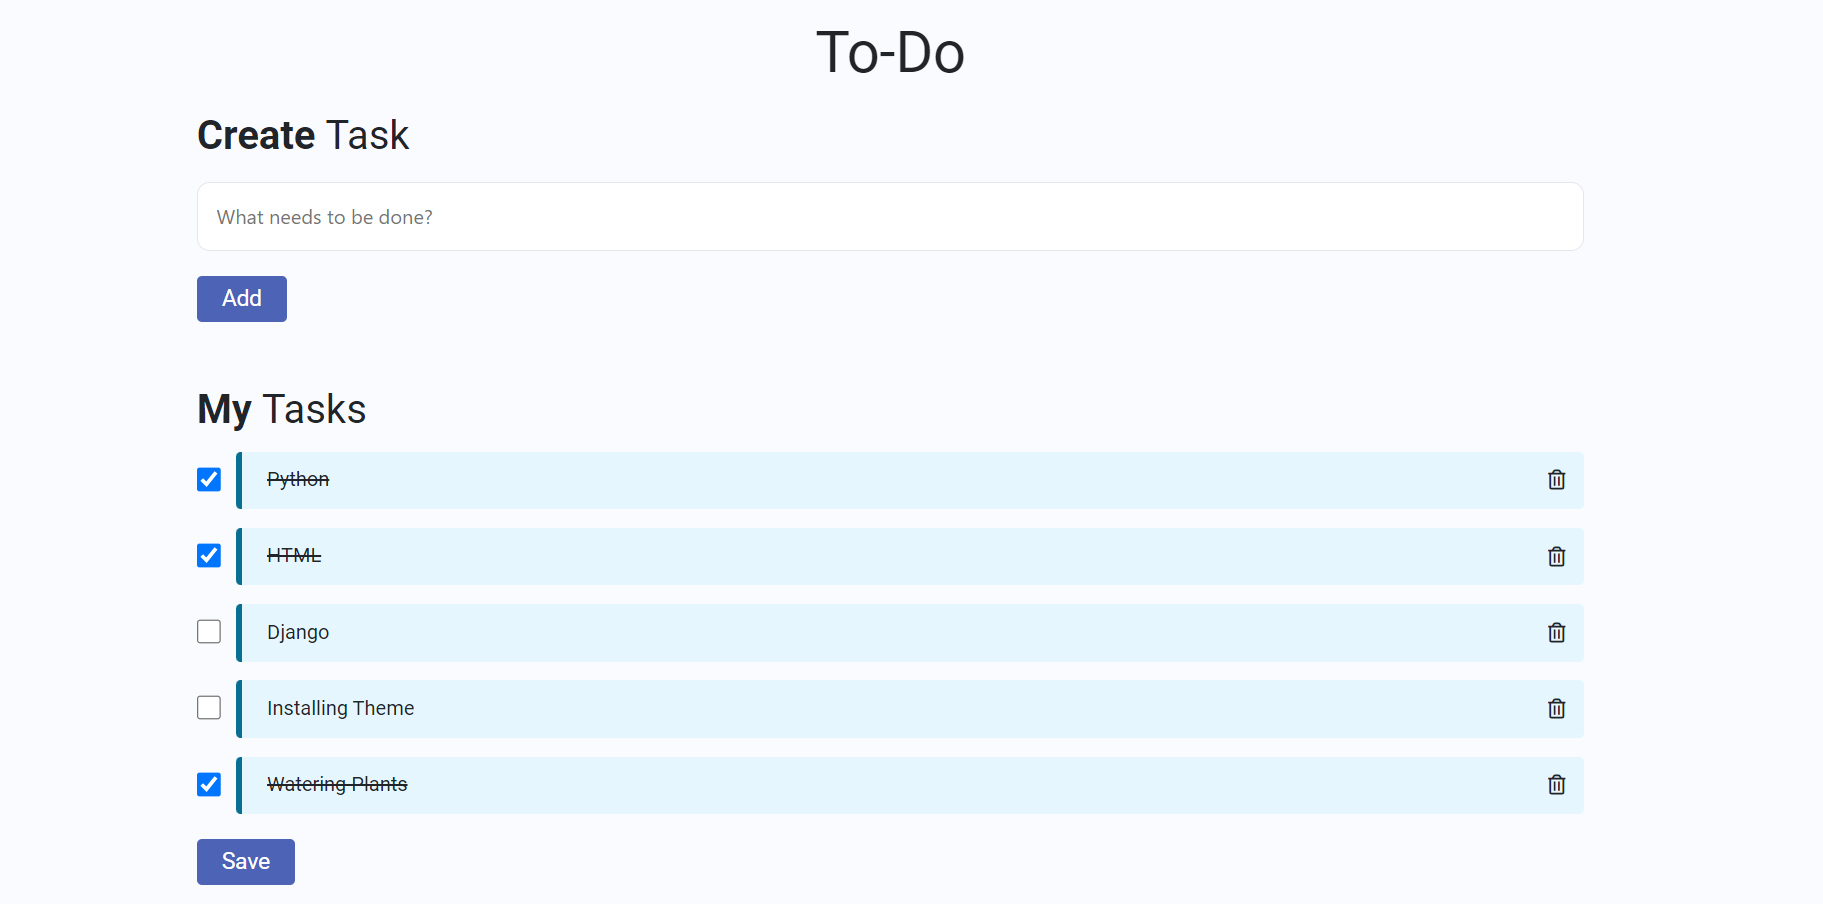 To-Do
Create Task
What needs to be done?
Add
My Tasks
Python
HTML
Django
Installing Theme
Watering Plants
Save